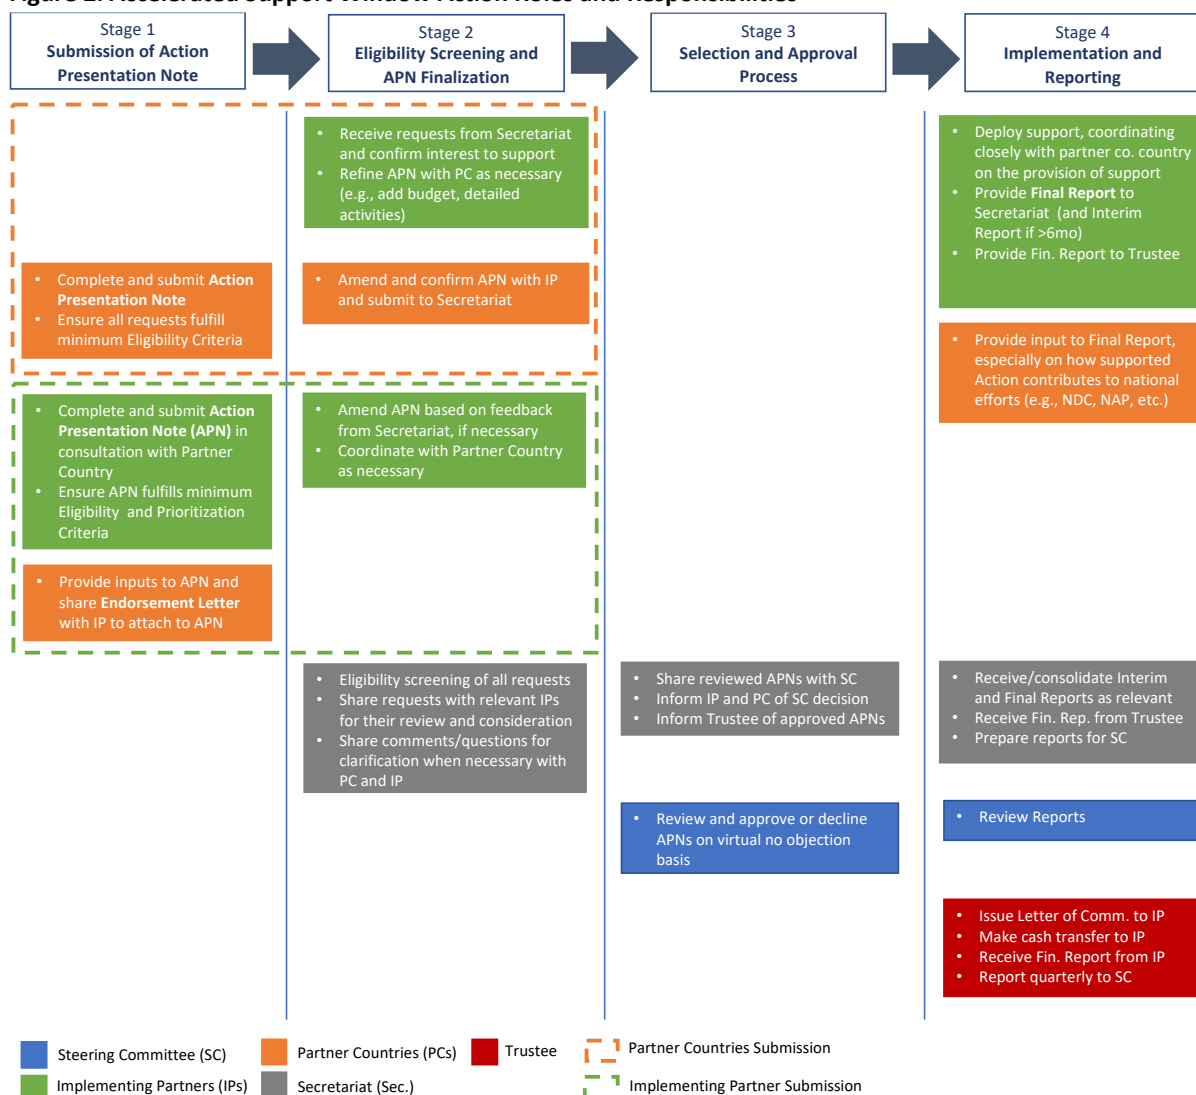 Figure 2. Accelerated Support Window Action Roles and Responsibilities
Stage 1
Submission of Action
Presentation Note
Stage 2
Eligibility Screening and
APN Finalization
Stage 3
Selection and Approval
Process
Stage 4
Implementation and
Reporting
• Receive requests from Secretariat
and confirm interest to support
• Refine APN with PC as necessary
(e.g., add budget, detailed
activities)
• Deploy support, coordinating
closely with partner co. country
on the provision of support
• Provide Final Report to
Secretariat (and Interim
Report if >6mo)
• Provide Fin. Report to Trustee
• Complete and submit Action
Presentation Note
• Ensure all requests fulfill
minimum Eligibility Criteria
• Amend and confirm APN with IP
and submit to Secretariat
• Provide input to Final Report,
especially on how supported
Action contributes to national
efforts (e.g., NDC, NAP, etc.)
• Complete and submit Action
Presentation Note (APN) in
consultation with Partner
Country
• Ensure APN fulfills minimum
Eligibility and Prioritization
Criteria
• Amend APN based on feedback
from Secretariat, if necessary
• Coordinate with Partner Country
as necessary
• Provide inputs to APN and
share Endorsement Letter
with IP to attach to APN
• Eligibility screening of all requests
• Share requests with relevant IPs
for their review and consideration
• Share comments/questions for
clarification when necessary with
PC and IP
• Share reviewed APNs with SC
• Inform IP and PC of SC decision
• Inform Trustee of approved APNs
• Receive/consolidate Interim
and Final Reports as relevant
• Receive Fin. Rep. from Trustee
• Prepare reports for SC
• Review and approve or decline
APNs on virtual no objection
basis
• Review Reports
• Issue Letter of Comm. to IP
• Make cash transfer to IP
• Receive Fin. Report from IP
• Report quarterly to SC
Steering Committee (SC)
Partner Countries (PCs)
Trustee
Partner Countries Submission
Implementing Partners (IPs)
Secretariat (Sec.)
Implementing Partner Submission